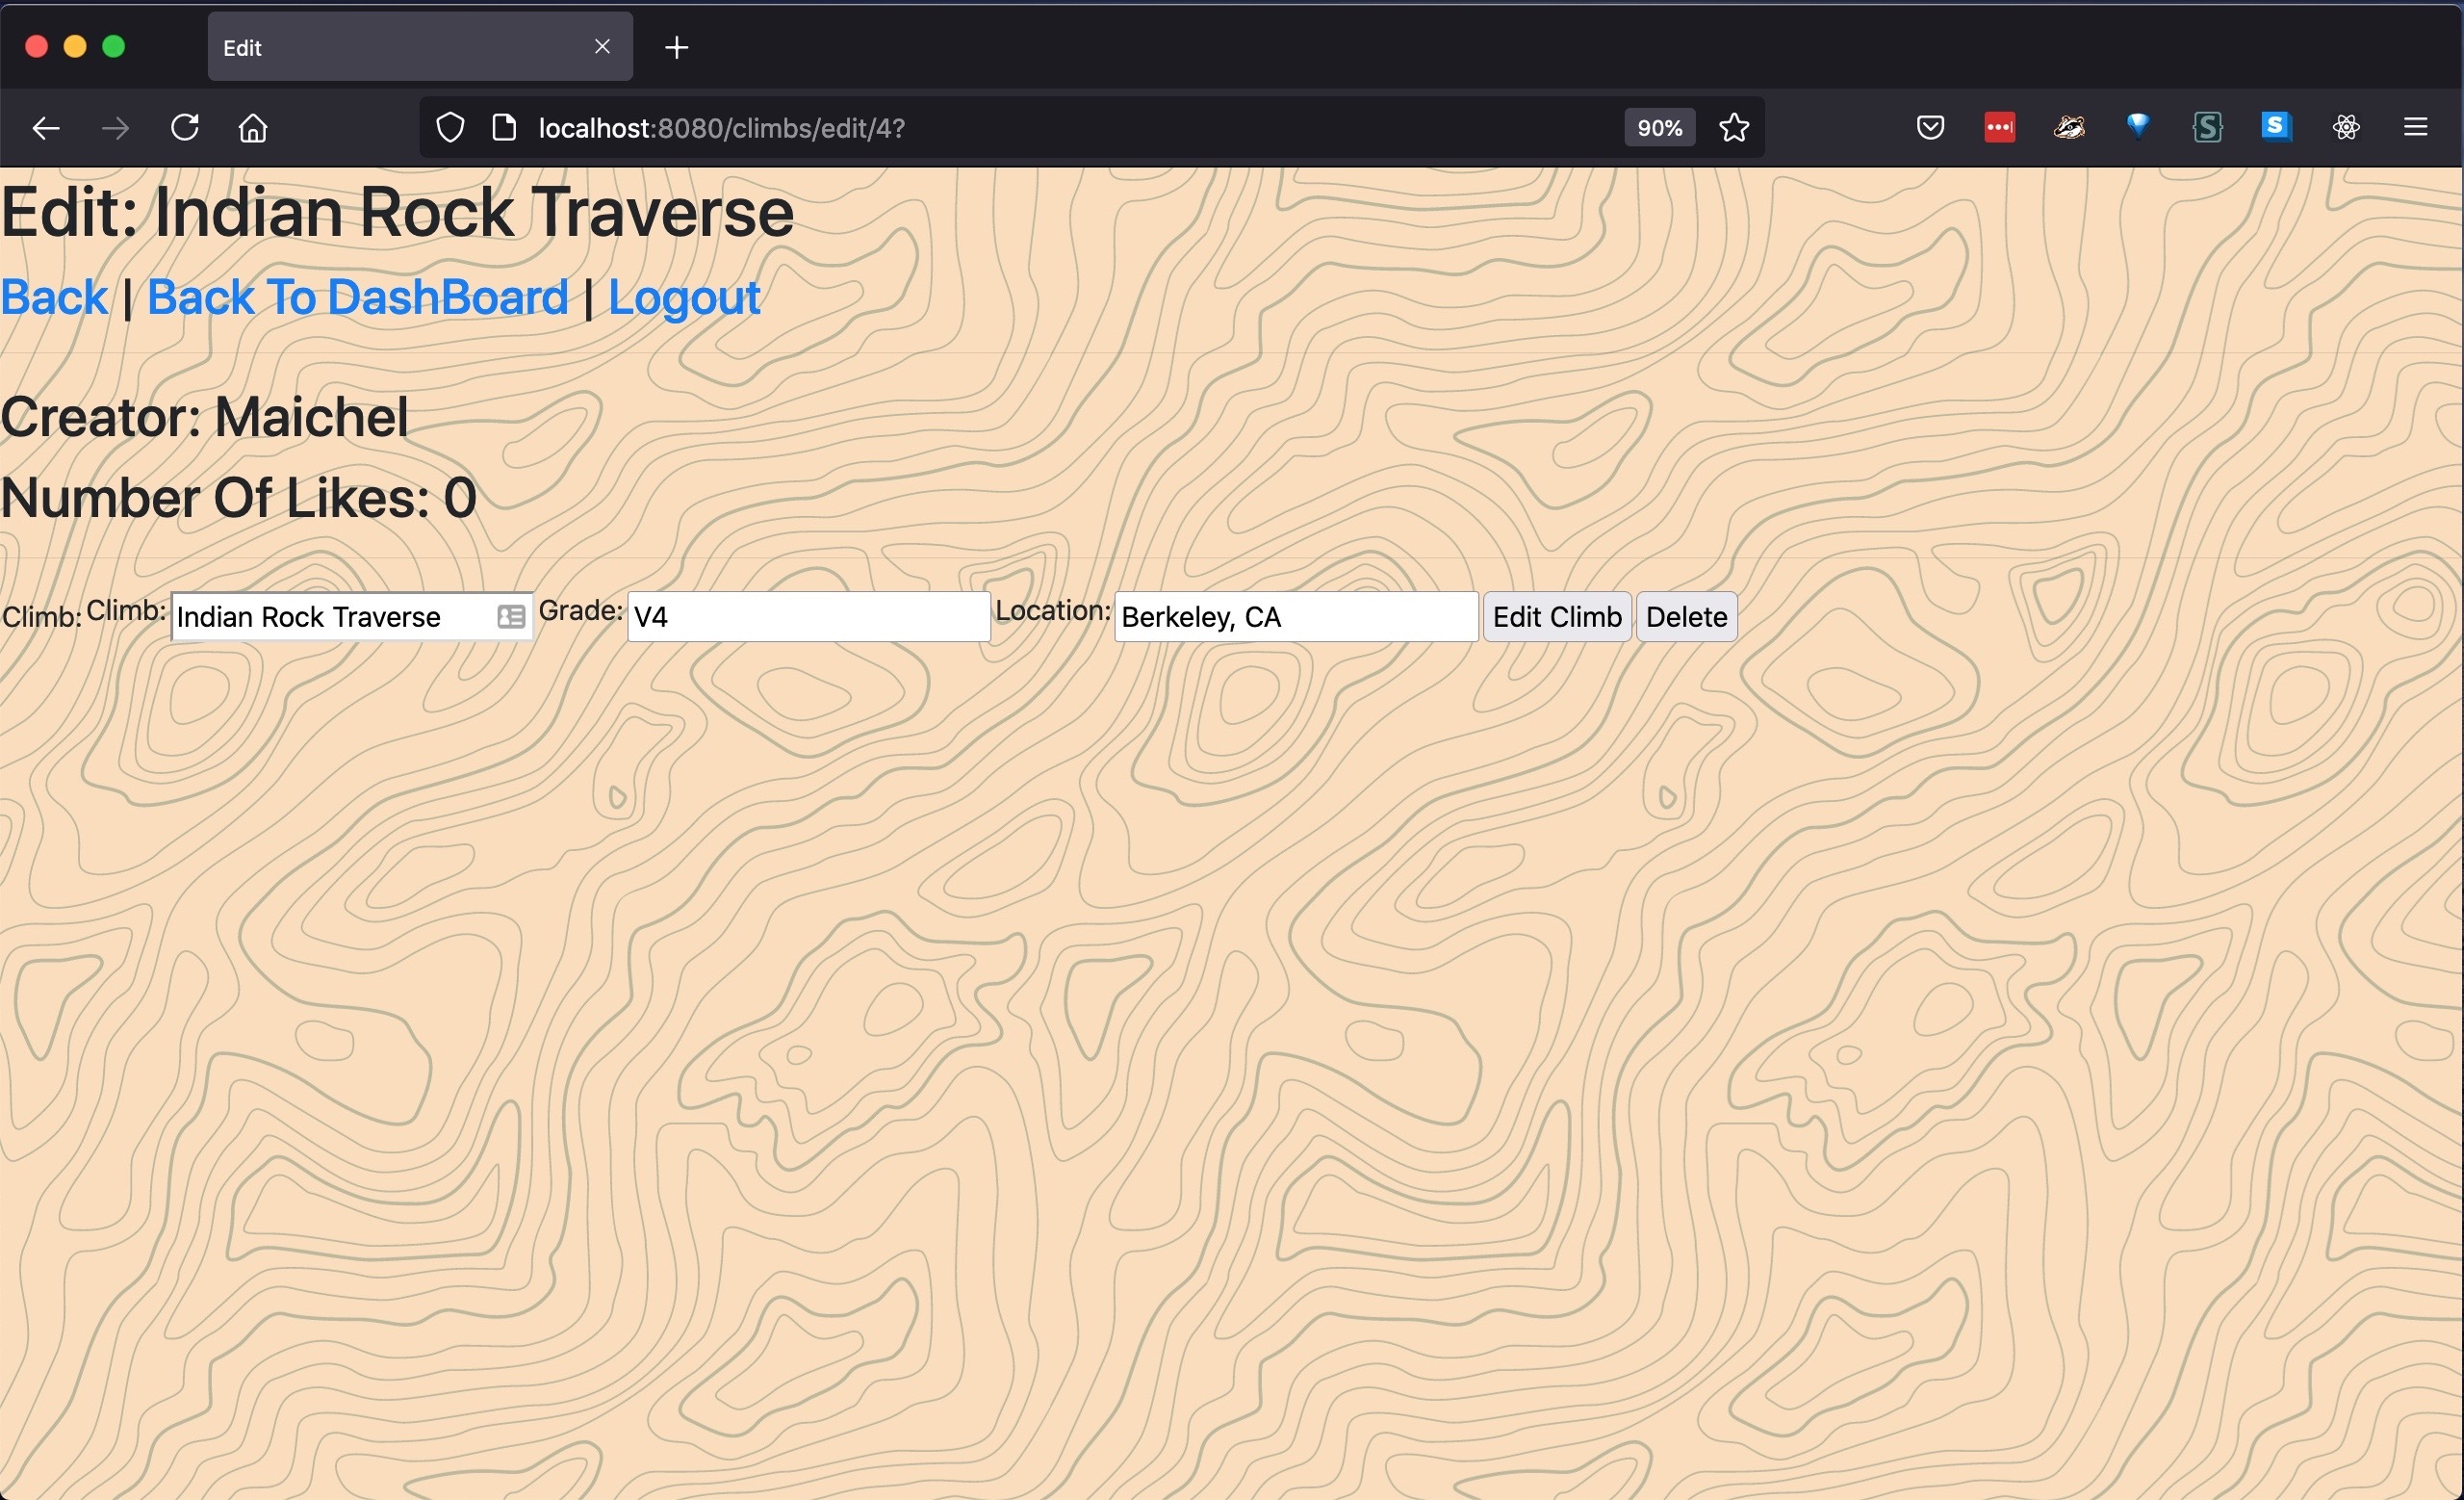 Edit
localhost:8080/climbs/edit/4?
90%
Edit: Indian Rock Traverse
Back | Back To DashBoard | Logout
Creator: Maichel
Number Of Likes: 0
Climb: Climb: Indian Rock Traverse Grade: V4 Location: Berkeley, CA Edit Climb Delete